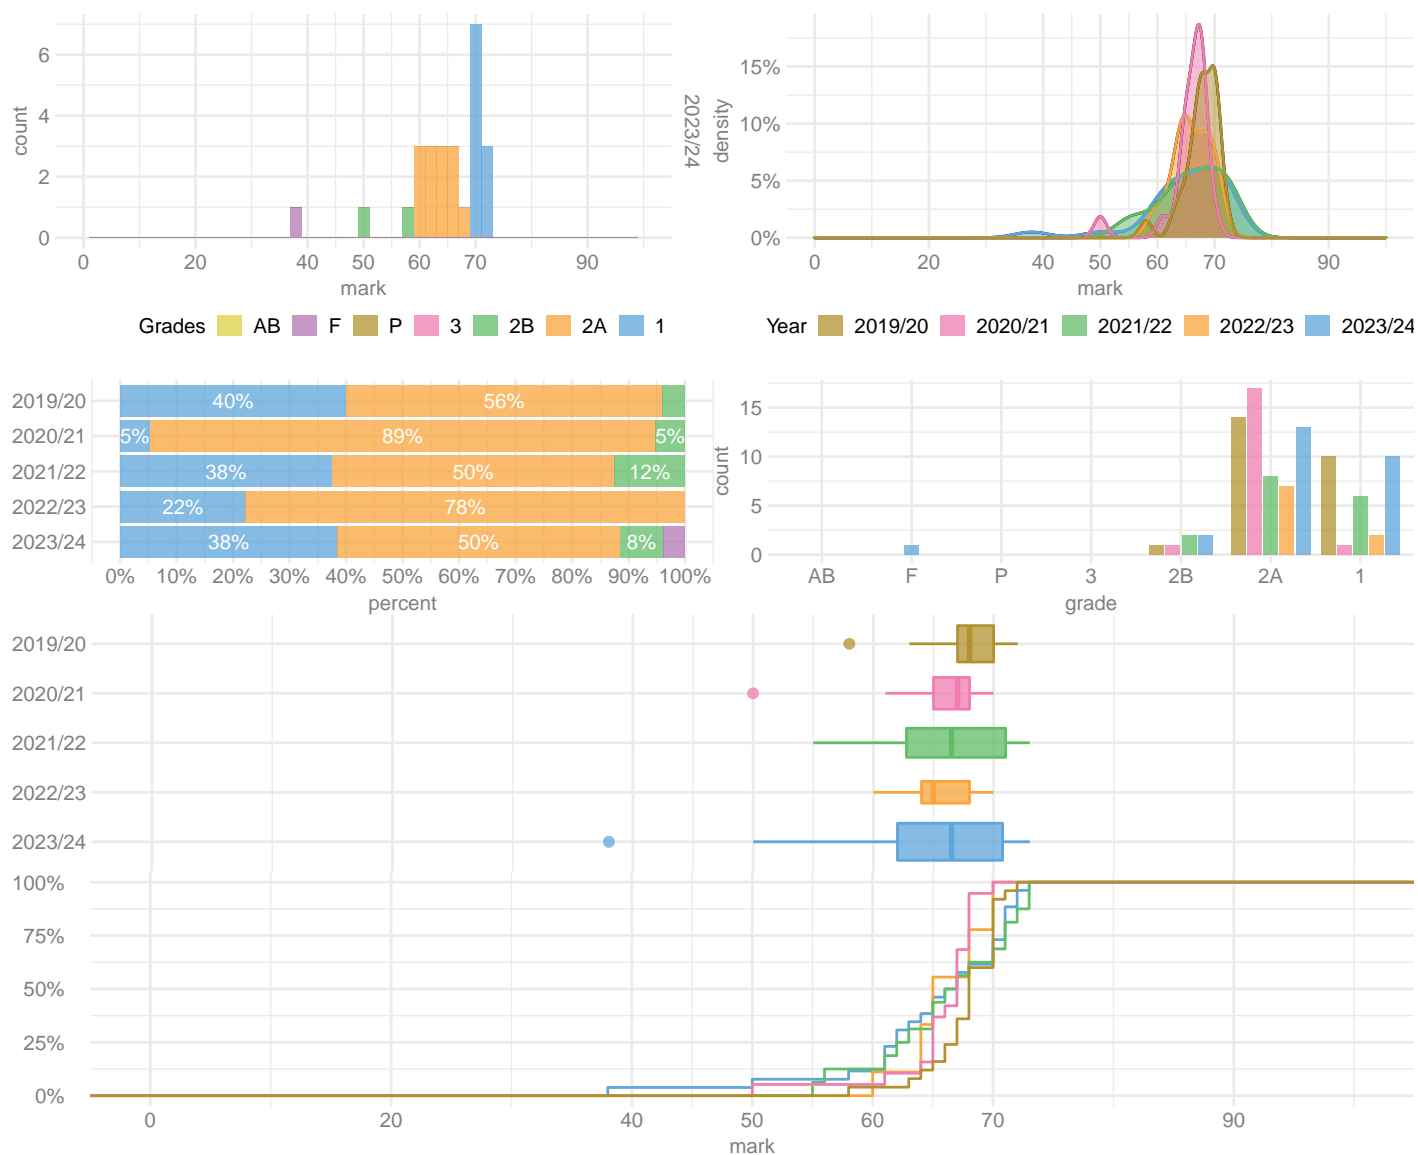 6
4
2
0
count
0 20 40 50 60 70 90
mark
2023/24
15%
10%
5%
0%
density
0 20 40 50 60 70 90
mark
Grades AB F P 3 2B 2A 1
Year 2019/20 2020/21 2021/22 2022/23 2023/24
2019/20 40% 56%
2020/21 5% 89% 5%
2021/22 38% 50% 12%
2022/23 22% 78%
2023/24 38% 50% 8%
0% 10% 20% 30% 40% 50% 60% 70% 80% 90% 100%
percent
15
10
5
0
count
AB F P 3 2B 2A 1
grade
2019/20
2020/21
2021/22
2022/23
2023/24
100%
75%
50%
25%
0%
0 20 40 50 60 70 90
mark